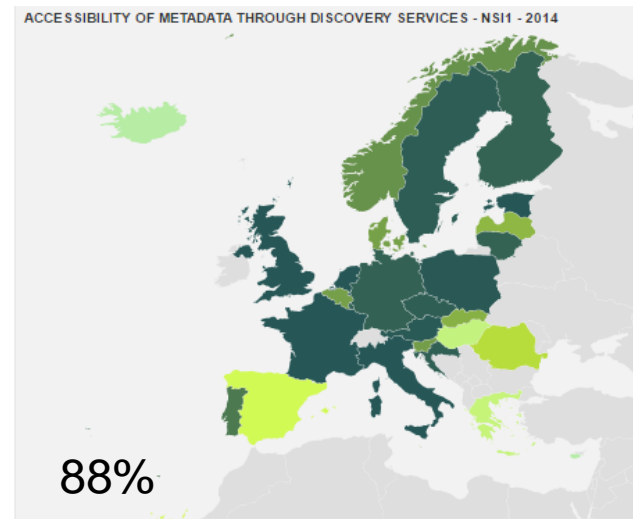 ACCESSIBILITY OF METADATA THROUGH DISCOVERY SERVICES - NSI1 - 2014
88%